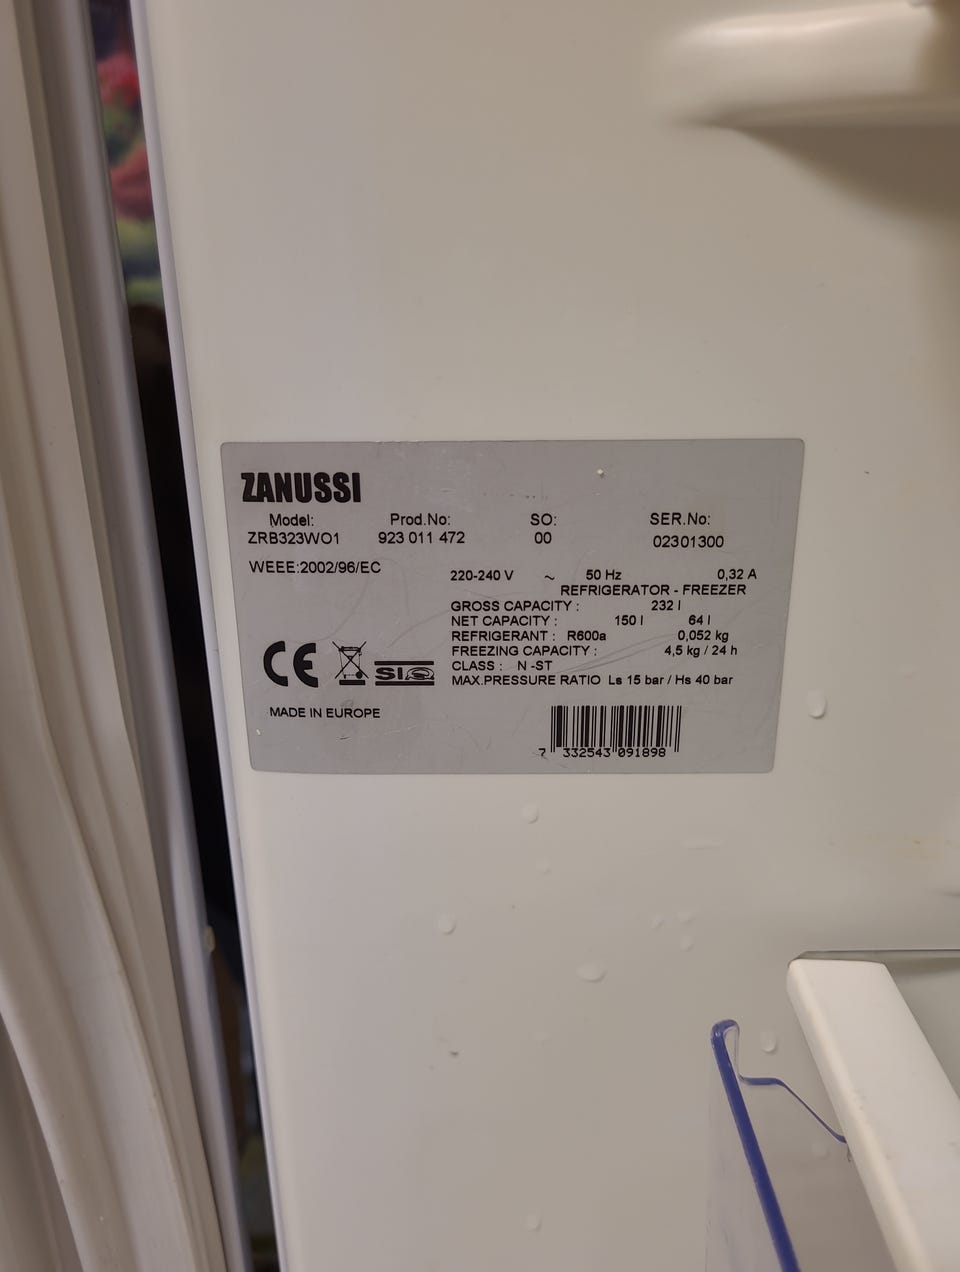 ZANUSSI
Model: Prod.No: SO: SER.No:
ZRB323WO1 923 011 472 00 02301300
WEEE:2002/96/EC
220-240 V ~ 50 Hz 0,32 A
REFRIGERATOR - FREEZER
GROSS CAPACITY : 232 l
NET CAPACITY : 150 l 64 l
REFRIGERANT : R600a 0,052 kg
FREEZING CAPACITY : 4,5 kg / 24 h
CLASS : N -ST
MAX.PRESSURE RATIO Ls 15 bar / Hs 40 bar
CE SIQ
MADE IN EUROPE
7 332543 091898